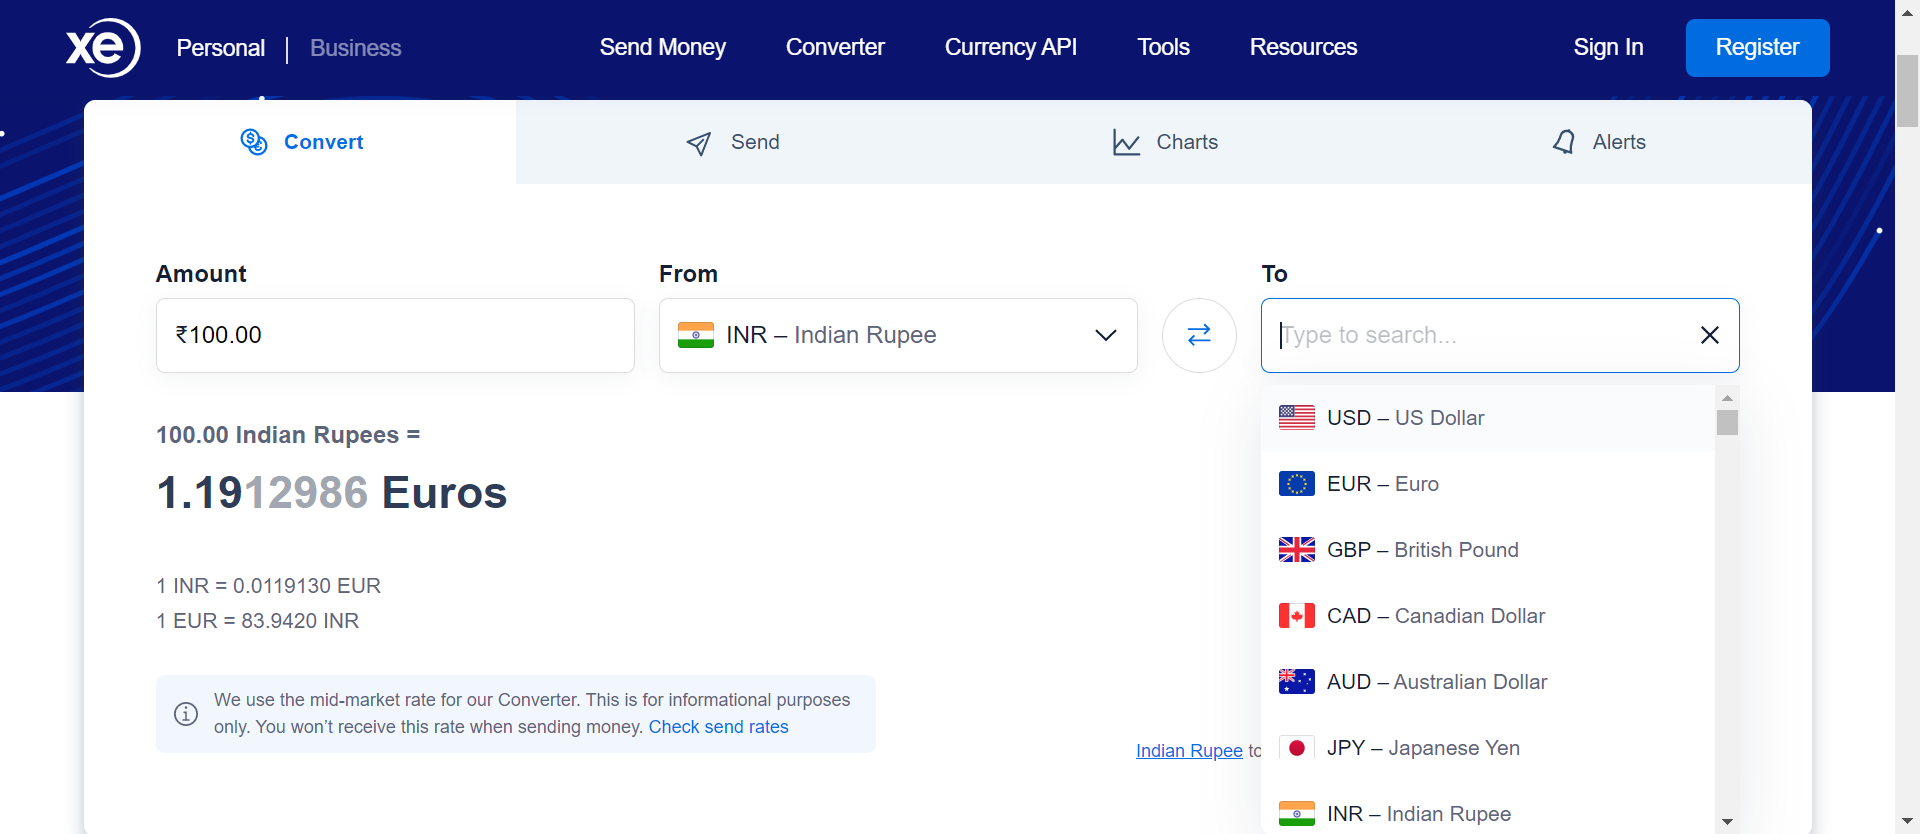 xe
Personal | Business
Send Money
Converter
Currency API
Tools
Resources
Sign In
Register
Convert
Send
Charts
Alerts
Amount
₹100.00
From
INR – Indian Rupee
To
Type to search...
100.00 Indian Rupees =
1.1912986 Euros
1 INR = 0.0119130 EUR
1 EUR = 83.9420 INR
We use the mid-market rate for our Converter. This is for informational purposes
only. You won’t receive this rate when sending money. Check send rates
Indian Rupee to
USD – US Dollar
EUR – Euro
GBP – British Pound
CAD – Canadian Dollar
AUD – Australian Dollar
JPY – Japanese Yen
INR – Indian Rupee